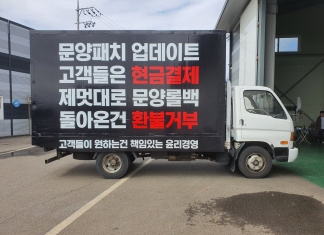 문양패치 업데이트
고객들은 현금결제
제멋대로 문양롤백
돌아온건 환불거부
고객들이 원하는건 책임있는 윤리경영